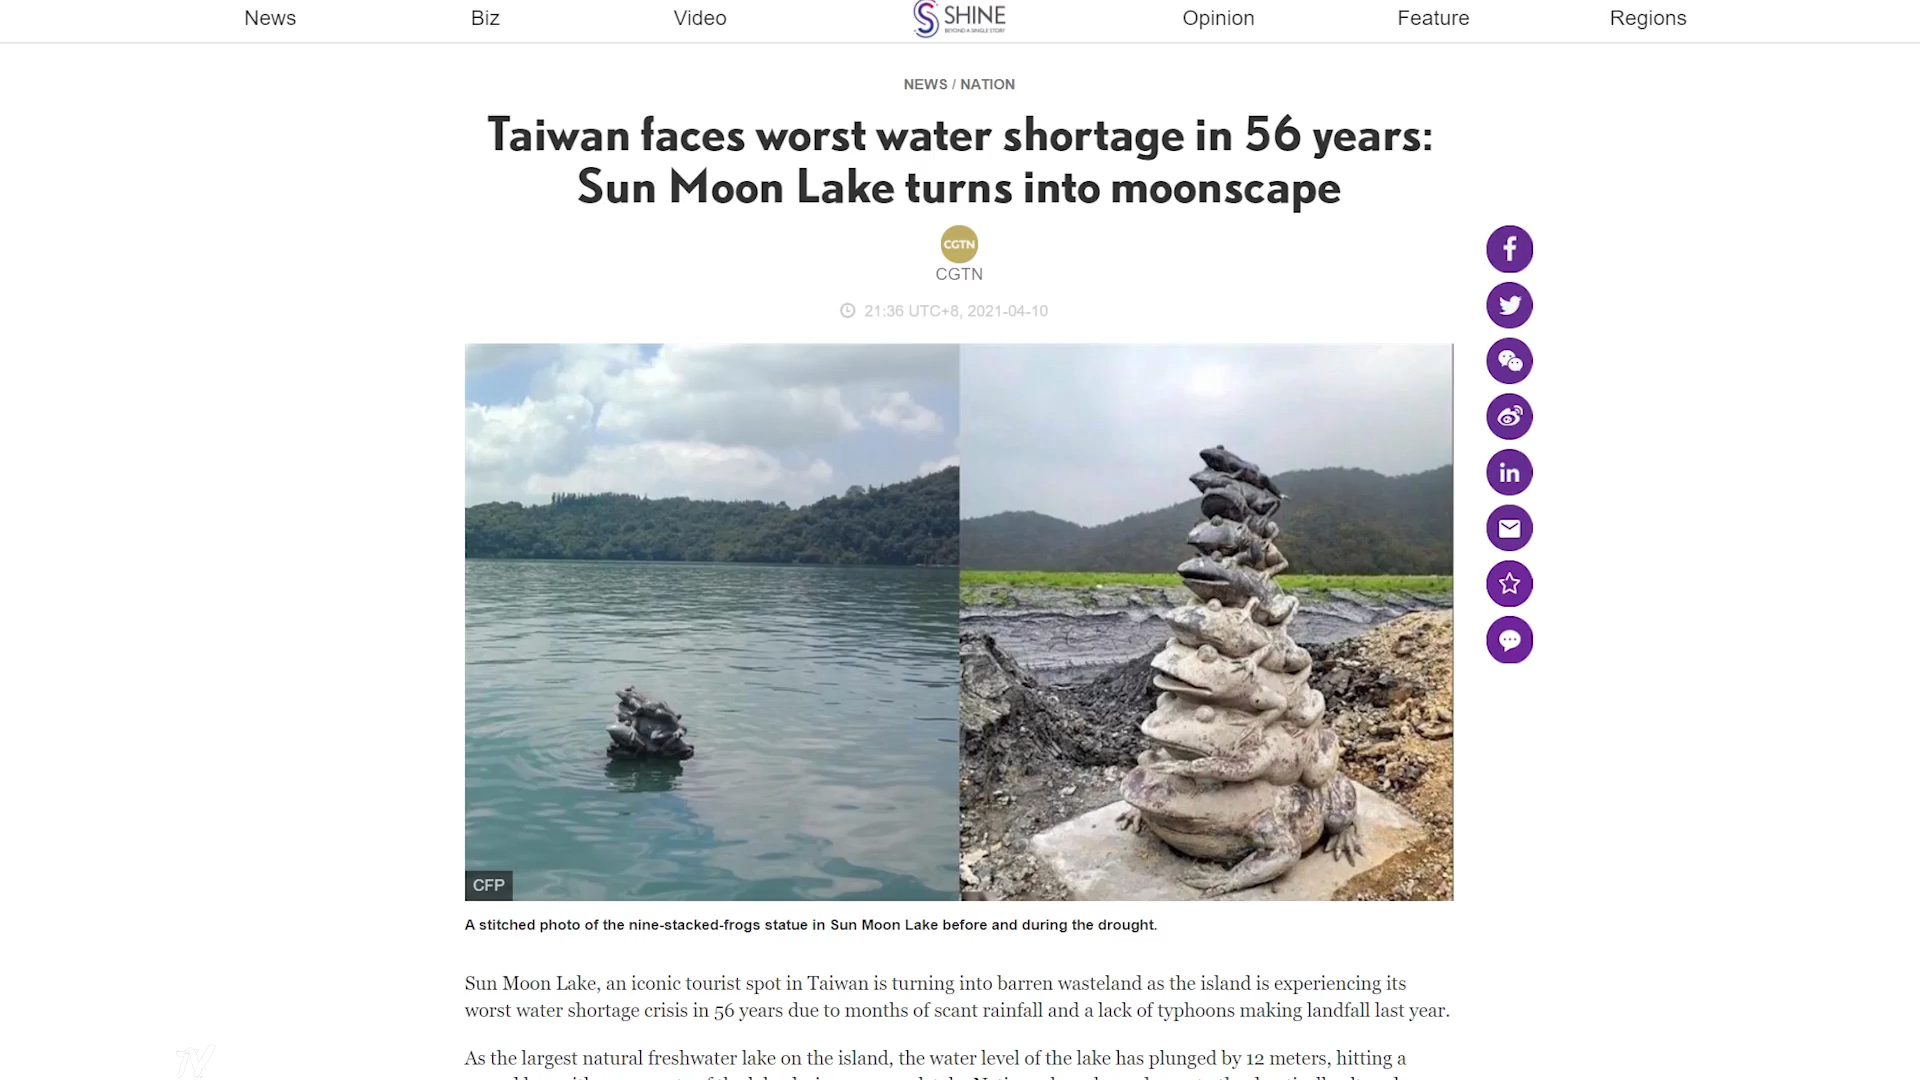 News Biz Video SHINE Opinion Feature Regions
BEYOND A SINGLE STORY
NEWS / NATION
Taiwan faces worst water shortage in 56 years:
Sun Moon Lake turns into moonscape
CGTN
CGTN
21:36 UTC+8, 2021-04-10
CFP
A stitched photo of the nine-stacked-frogs statue in Sun Moon Lake before and during the drought.
Sun Moon Lake, an iconic tourist spot in Taiwan is turning into barren wasteland as the island is experiencing its
worst water shortage crisis in 56 years due to months of scant rainfall and a lack of typhoons making landfall last year.
As the largest natural freshwater lake on the island, the water level of the lake has plunged by 12 meters, hitting a